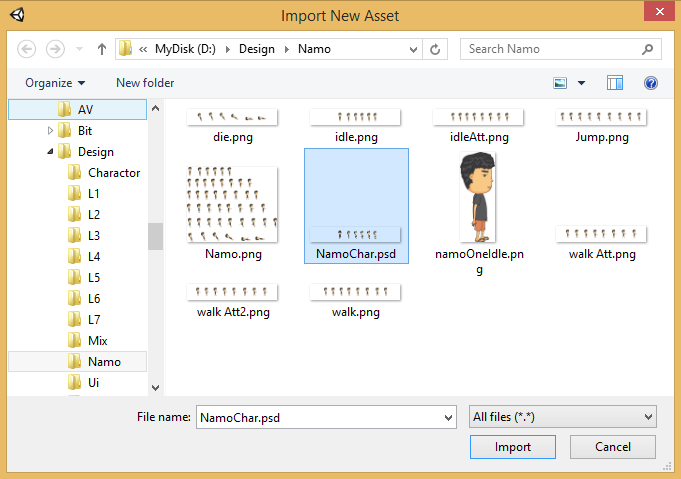 Import New Asset
« MyDisk (D:) Design Namo
Search Namo
Organize New folder
AV
Bit
Design
Charactor
L1
L2
L3
L4
L5
L6
L7
Mix
Namo
Ui
die.png idle.png idleAtt.png Jump.png
Namo.png NamoChar.psd namoOneIdle.pn walk Att.png
g
walk Att2.png walk.png
File name: NamoChar.psd All files (*.*)
Import Cancel